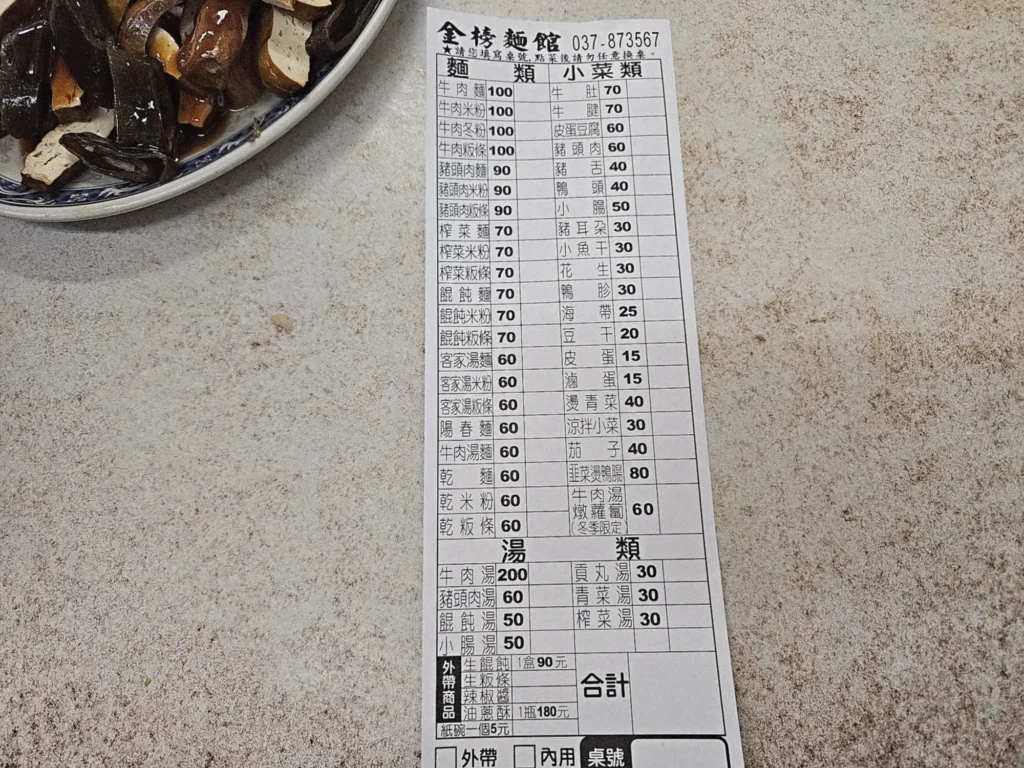 金榜麵館 037-873567
★請您填寫桌號,點菜後請勿任意換桌。
麵類 小菜類
牛肉麵 100 牛肚 70
牛肉米粉 100 牛腱 70
牛肉冬粉 100 皮蛋豆腐 60
牛肉粄條 100 豬頭肉 60
豬頭肉麵 90 豬舌 40
豬頭肉米粉 90 鴨頭 40
豬頭肉粄條 90 小腸 50
榨菜麵 70 豬耳朵 30
榨菜米粉 70 小魚干 30
榨菜粄條 70 花生 30
餛飩麵 70 鴨胗 30
餛飩米粉 70 海帶 25
餛飩粄條 70 豆干 20
客家湯麵 60 皮蛋 15
客家湯米粉 60 滷蛋 15
客家湯粄條 60 燙青菜 40
陽春麵 60 涼拌小菜 30
牛肉湯麵 60 茄子 40
乾麵 60 韭菜燙鴨腸 80
乾米粉 60 牛肉湯燉蘿蔔(冬季限定) 60
乾粄條 60
湯類
牛肉湯 200 貢丸湯 30
豬頭肉湯 60 青菜湯 30
餛飩湯 50 榨菜湯 30
小腸湯 50
外帶商品
生餛飩 1盒90元
生粄條
辣椒醬
油蔥酥 1瓶180元
紙碗一個5元
合計
外帶 內用 桌號